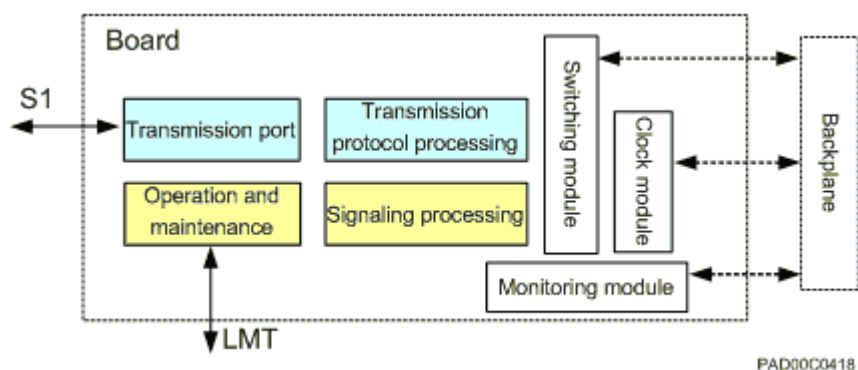 Board
S1
Transmission port
Transmission
protocol processing
Operation and
maintenance
Signaling processing
Switching module
Clock module
Backplane
Monitoring module
LMT
PAD00C0418